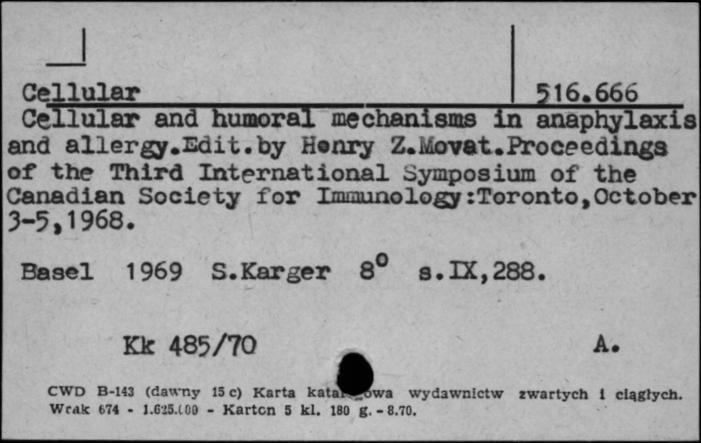 Cellular 516.666
Cellular and humoral mechanisms in anaphylaxis
and allergy.Edit.by Henry Z.Movat.Proceedings
of the Third International Symposium of the
Canadian Society for Immunology:Toronto,October
3-5,1968.
Basel 1969 S.Karger 8° s.IX,288.
Kk 485/70 A.
CWD B-143 (dawny 15 c) Karta wydawnictw zwartych i ciągłych.
Wrak 674 - 1.625.000 - Karton 5 kl. 180 g. - 8.70.